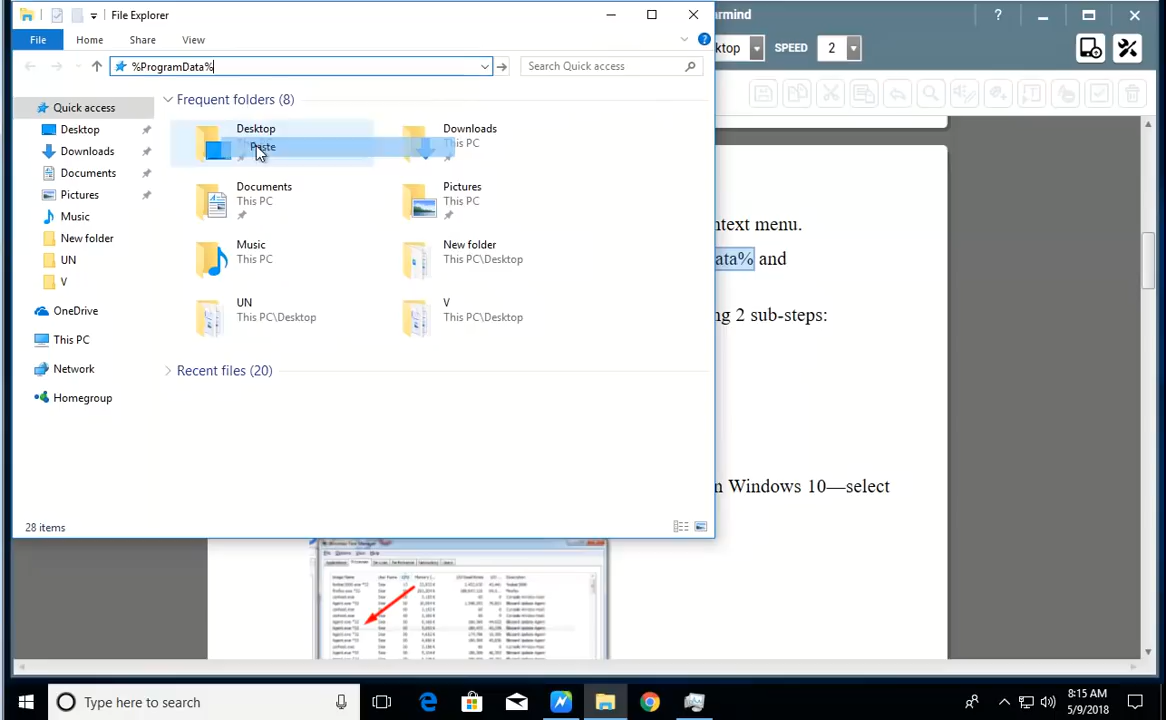 File Explorer
armind
File
Home
Share
View
ktop
SPEED
2
%ProgramData%
Search Quick access
Quick access
Desktop
Downloads
Documents
Pictures
Music
New folder
UN
V
OneDrive
This PC
Network
Homegroup
Frequent folders (8)
Desktop
Paste
Downloads
This PC
Documents
This PC
Pictures
This PC
Music
This PC
New folder
This PC\Desktop
UN
This PC\Desktop
V
This PC\Desktop
Recent files (20)
28 items
ntext menu.
ata% and
ng 2 sub-steps:
n Windows 10—select
Windows Task Manager
Type here to search
8:15 AM
5/9/2018